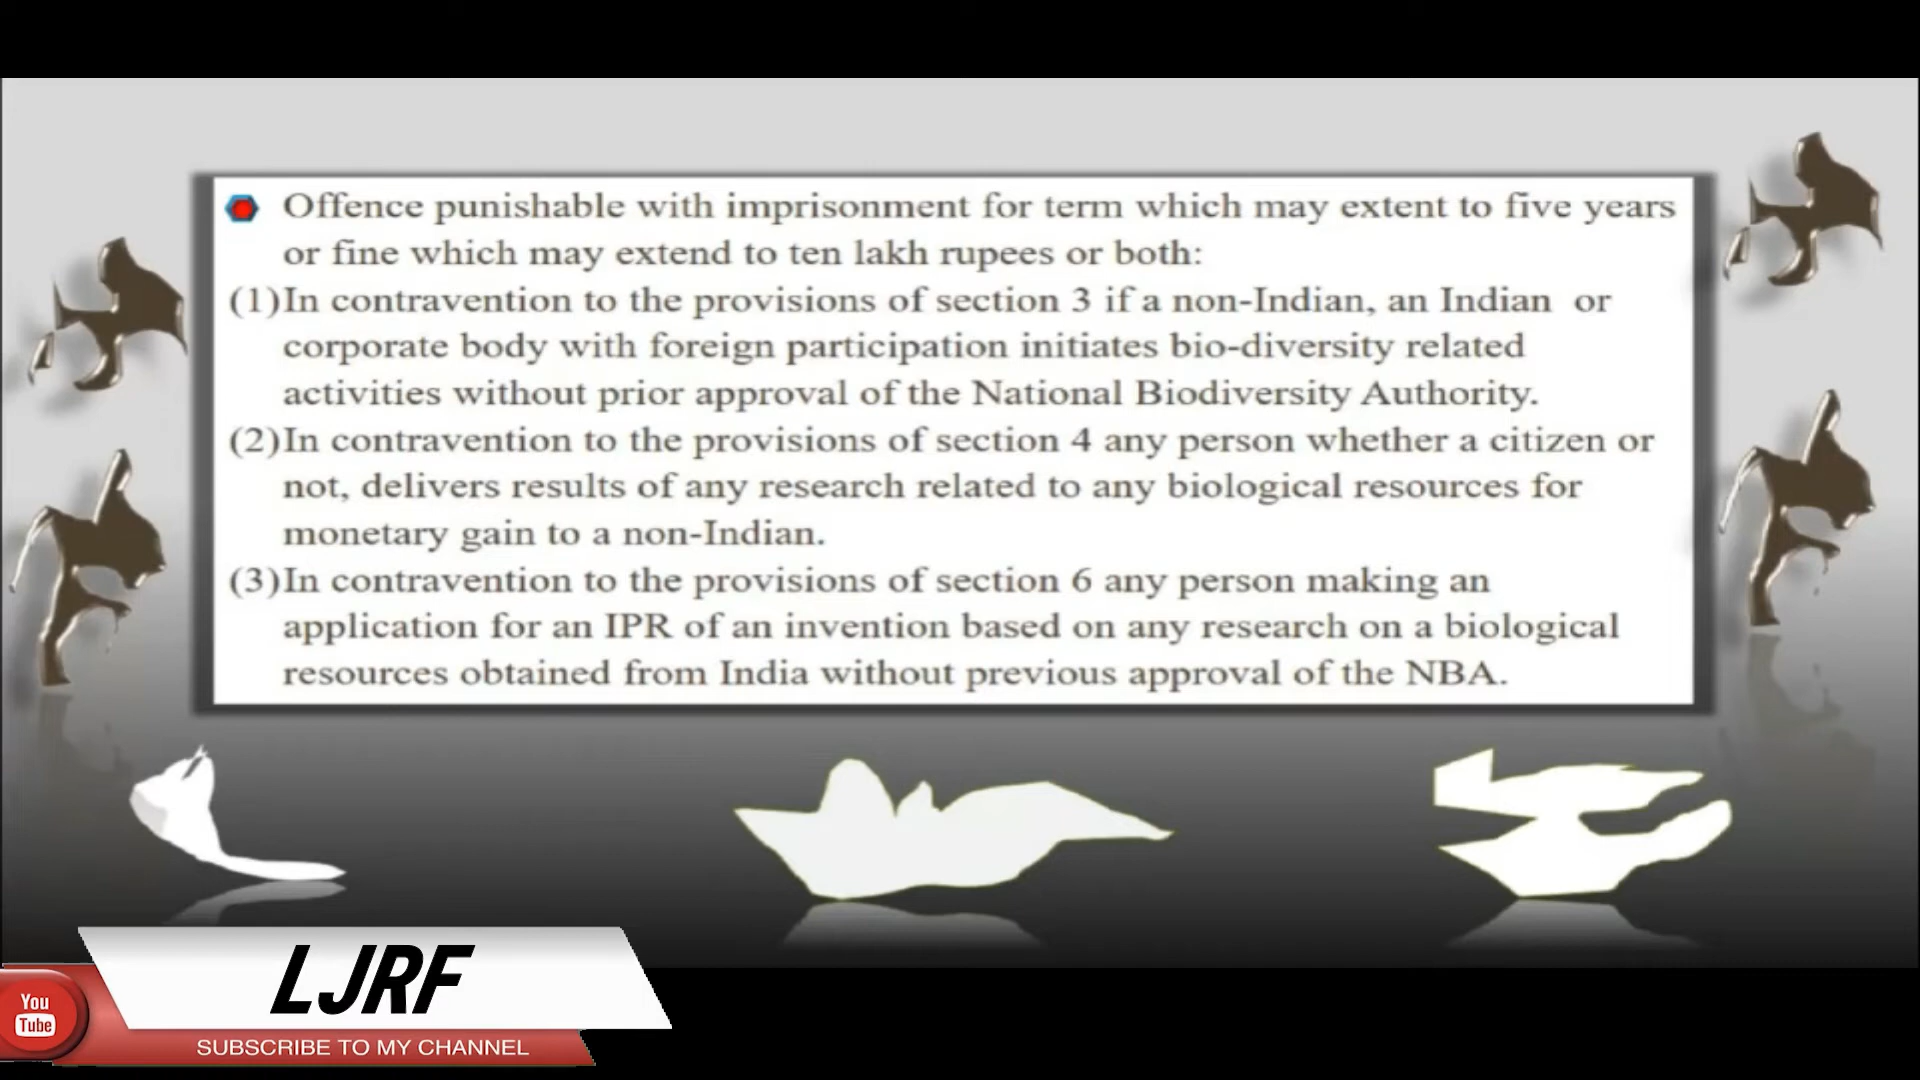 Offence punishable with imprisonment for term which may extent to five years
or fine which may extend to ten lakh rupees or both:
(1)In contravention to the provisions of section 3 if a non-Indian, an Indian or
corporate body with foreign participation initiates bio-diversity related
activities without prior approval of the National Biodiversity Authority.
(2)In contravention to the provisions of section 4 any person whether a citizen or
not, delivers results of any research related to any biological resources for
monetary gain to a non-Indian.
(3)In contravention to the provisions of section 6 any person making an
application for an IPR of an invention based on any research on a biological
resources obtained from India without previous approval of the NBA.
LJRF
You
Tube
SUBSCRIBE TO MY CHANNEL